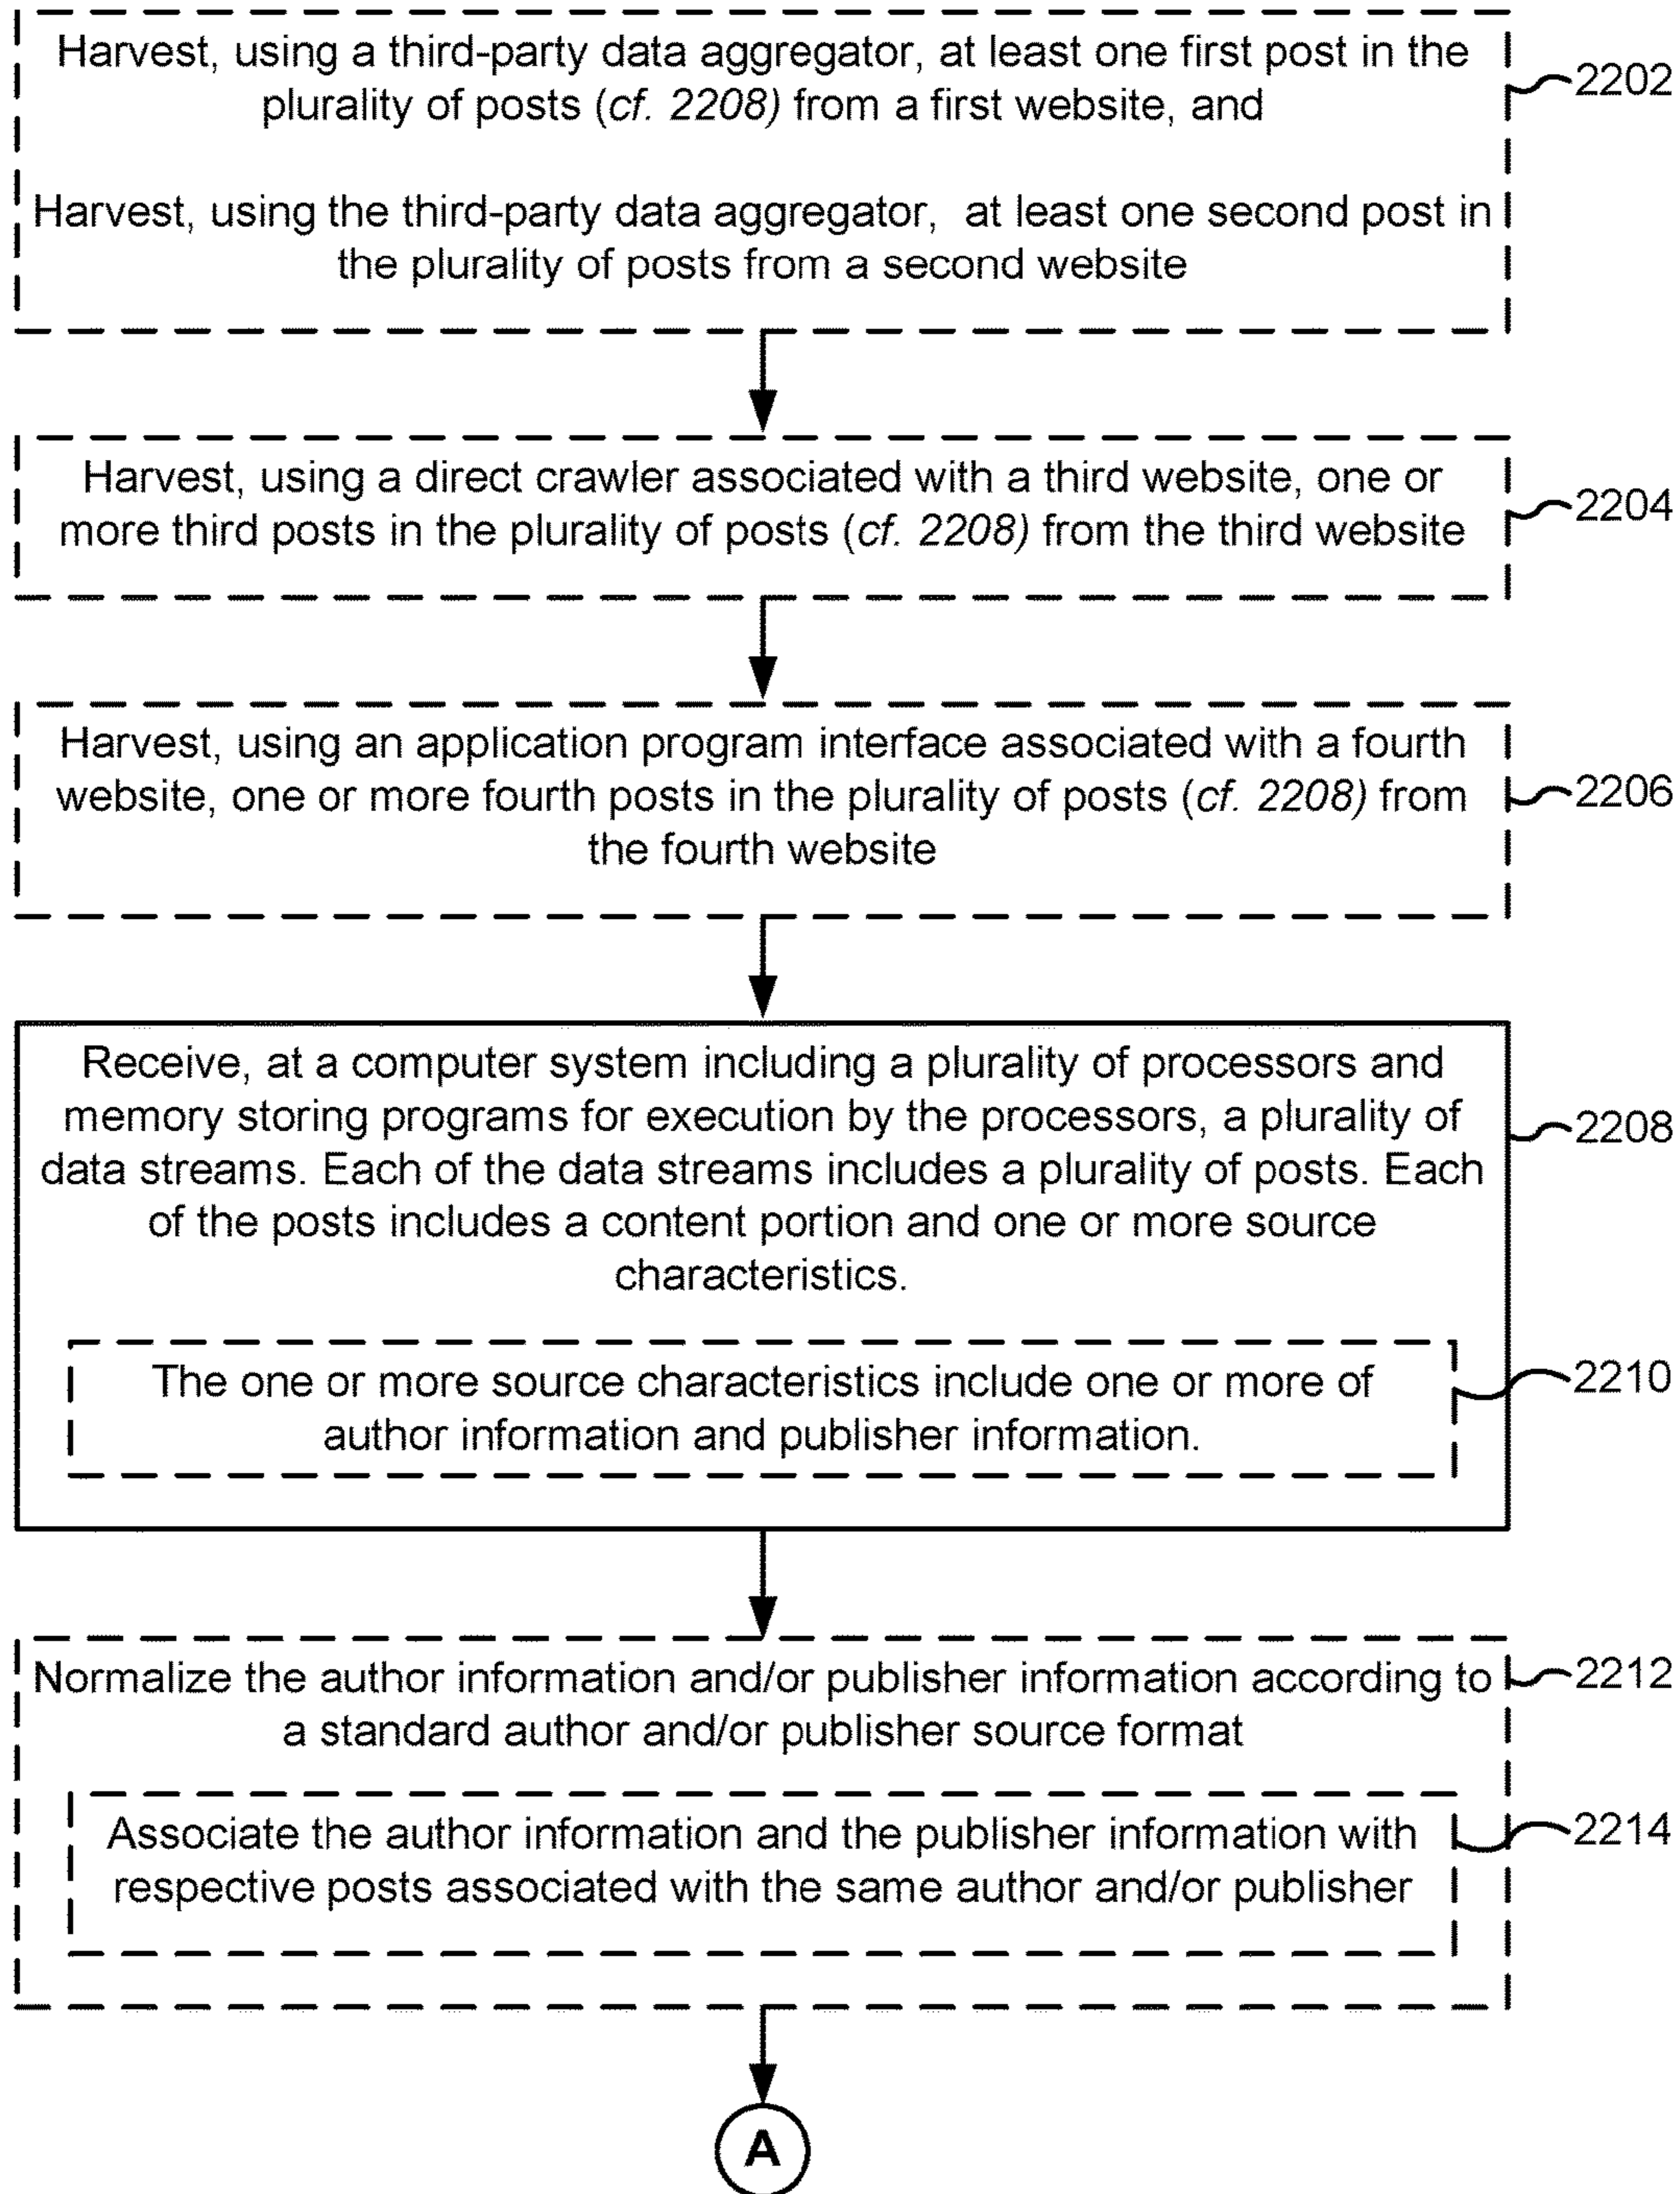 Harvest, using a third-party data aggregator, at least one first post in the
plurality of posts (cf. 2208) from a first website, and
2202
Harvest, using the third-party data aggregator,  at least one second post in
the plurality of posts from a second website
Harvest, using a direct crawler associated with a third website, one or
more third posts in the plurality of posts (cf. 2208) from the third website
2204
Harvest, using an application program interface associated with a fourth
website, one or more fourth posts in the plurality of posts (cf. 2208) from
the fourth website
2206
Receive, at a computer system including a plurality of processors and
memory storing programs for execution by the processors, a plurality of
data streams. Each of the data streams includes a plurality of posts. Each
of the posts includes a content portion and one or more source
characteristics.
2208
The one or more source characteristics include one or more of
author information and publisher information.
2210
Normalize the author information and/or publisher information according to
a standard author and/or publisher source format
2212
Associate the author information and the publisher information with
respective posts associated with the same author and/or publisher
2214
A